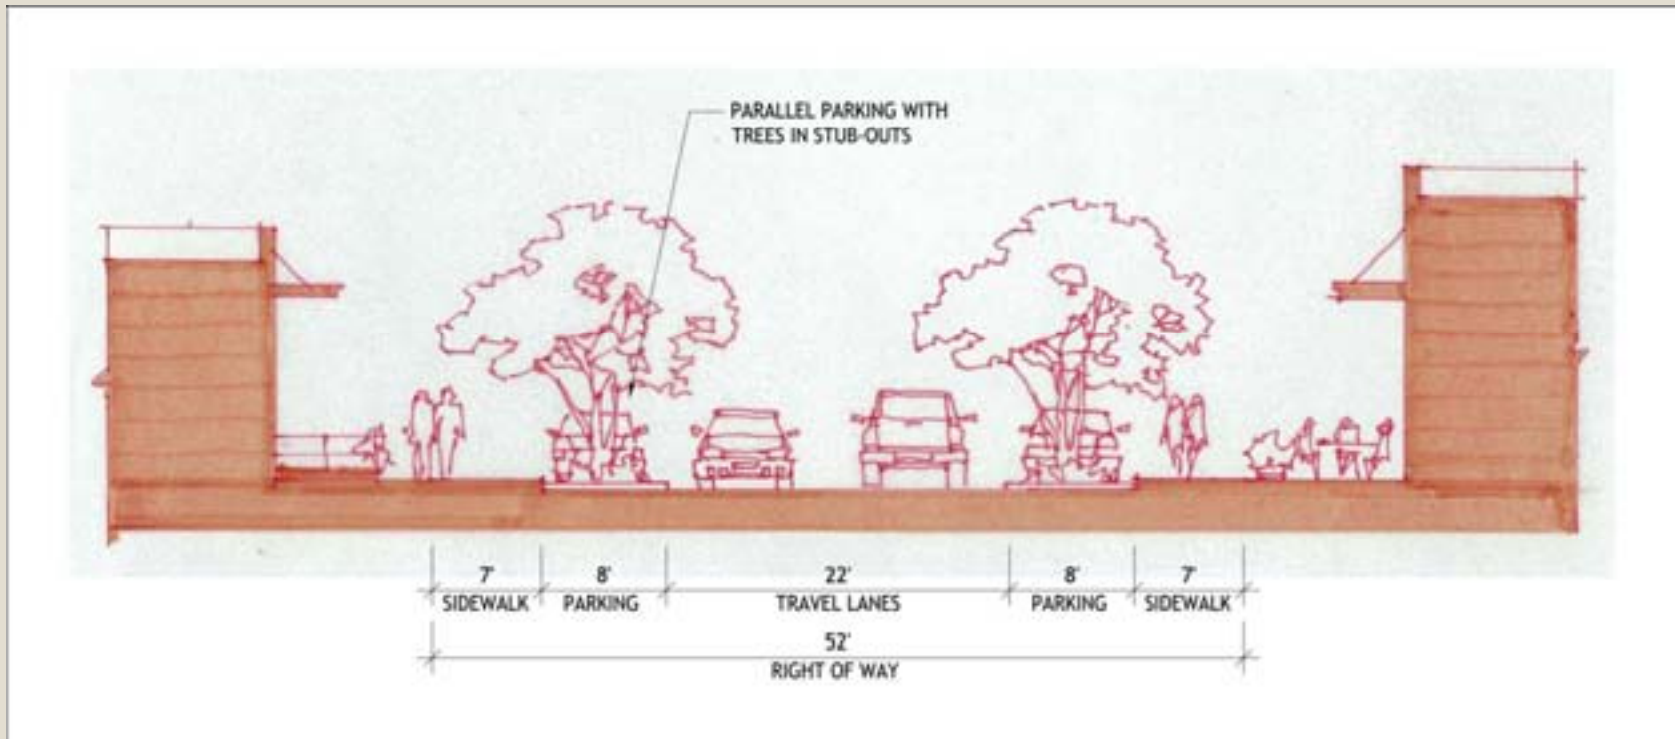 PARALLEL PARKING WITH
TREES IN STUB-OUTS
7' 8' 22' 8' 7'
SIDEWALK PARKING TRAVEL LANES PARKING SIDEWALK
52'
RIGHT OF WAY